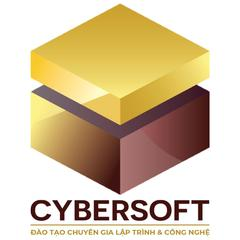 CYBERSOFT
ĐÀO TẠO CHUYÊN GIA LẬP TRÌNH & CÔNG NGHỆ